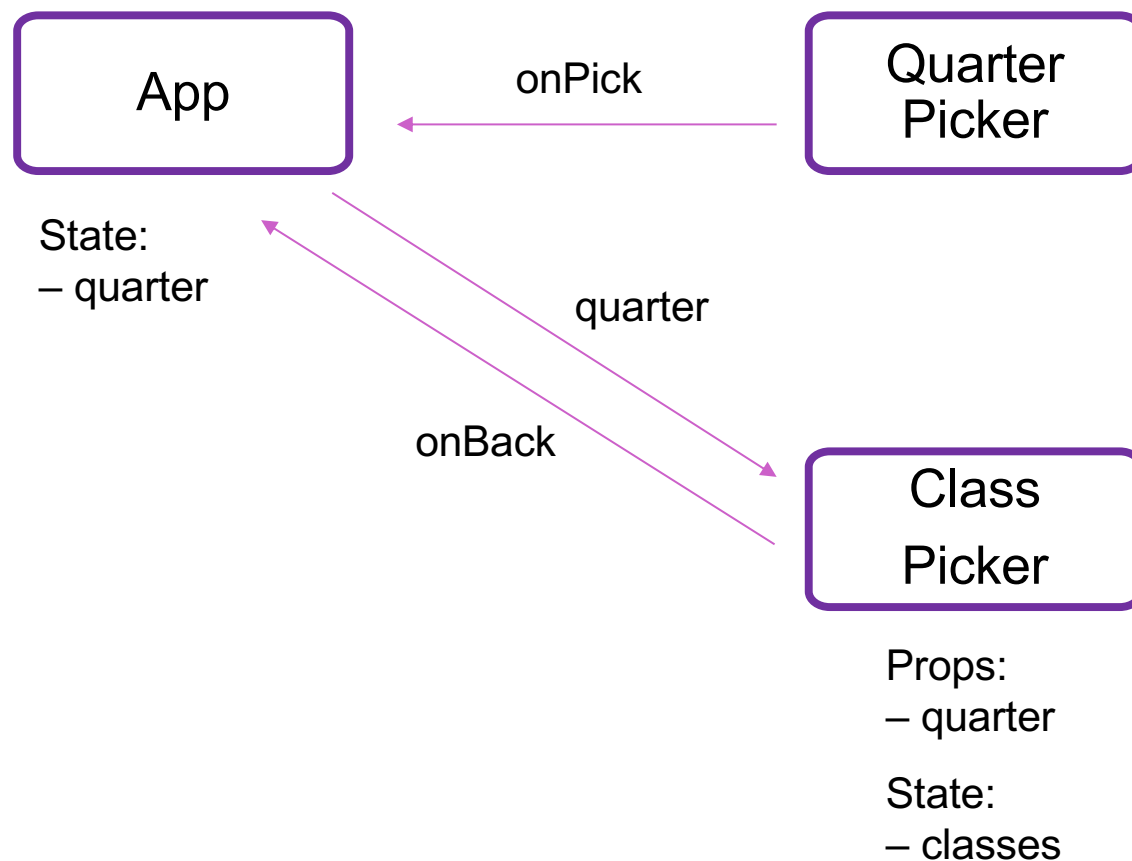 App
onPick
Quarter
Picker
State:
– quarter
quarter
onBack
Class
Picker
Props:
– quarter
State:
– classes